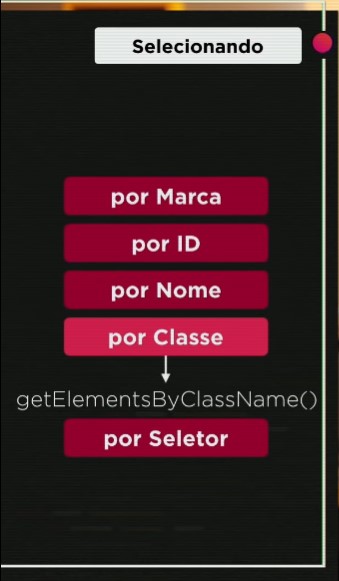 Selecionando
por Marca
por ID
por Nome
por Classe
getElementsByClassName()
por Seletor